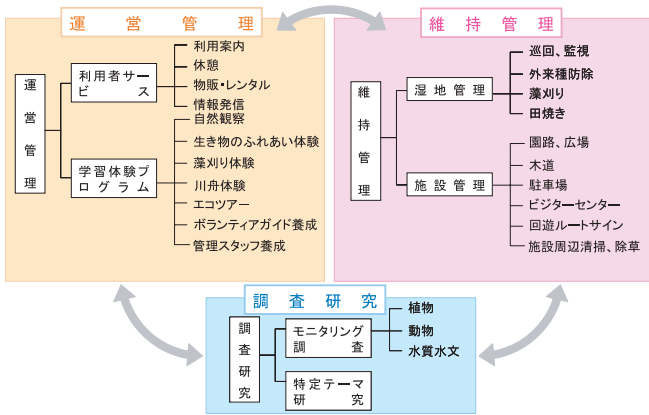 運営管理
運営管理
利用者サー
ビス
利用案内
休憩
物販・レンタル
情報発信
学習体験プ
ログラム
自然観察
生き物のふれあい体験
藻刈り体験
川舟体験
エコツアー
ボランティアガイド養成
管理スタッフ養成
維持管理
維持管理
湿地管理
巡回、監視
外来種防除
藻刈り
田焼き
施設管理
園路、広場
木道
駐車場
ビジターセンター
回遊ルートサイン
施設周辺清掃、除草
調査研究
調査研究
モニタリング
調査
植物
動物
水質水文
特定テーマ
研究